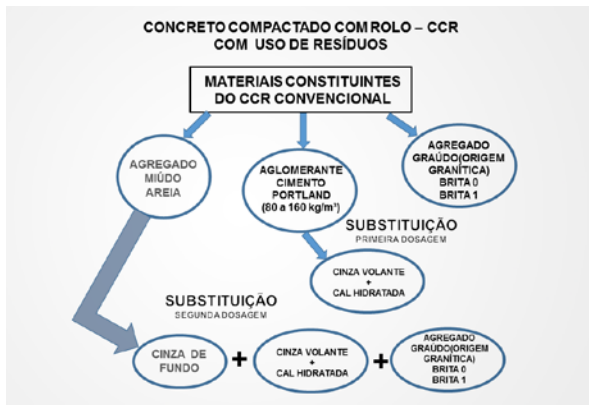 CONCRETO COMPACTADO COM ROLO – CCR
COM USO DE RESÍDUOS
MATERIAIS CONSTITUINTES
DO CCR CONVENCIONAL
AGREGADO
MIÚDO
AREIA
AGLOMERANTE
CIMENTO
PORTLAND
(80 a 160 kg/m³)
AGREGADO
GRAÚDO(ORIGEM
GRANÍTICA)
BRITA 0
BRITA 1
SUBSTITUIÇÃO
PRIMEIRA DOSAGEM
CINZA VOLANTE
+
CAL HIDRATADA
SUBSTITUIÇÃO
SEGUNDA DOSAGEM
CINZA DE
FUNDO
+
CINZA VOLANTE
+
CAL HIDRATADA
+
AGREGADO
GRAÚDO(ORIGEM
GRANÍTICA)
BRITA 0
BRITA 1